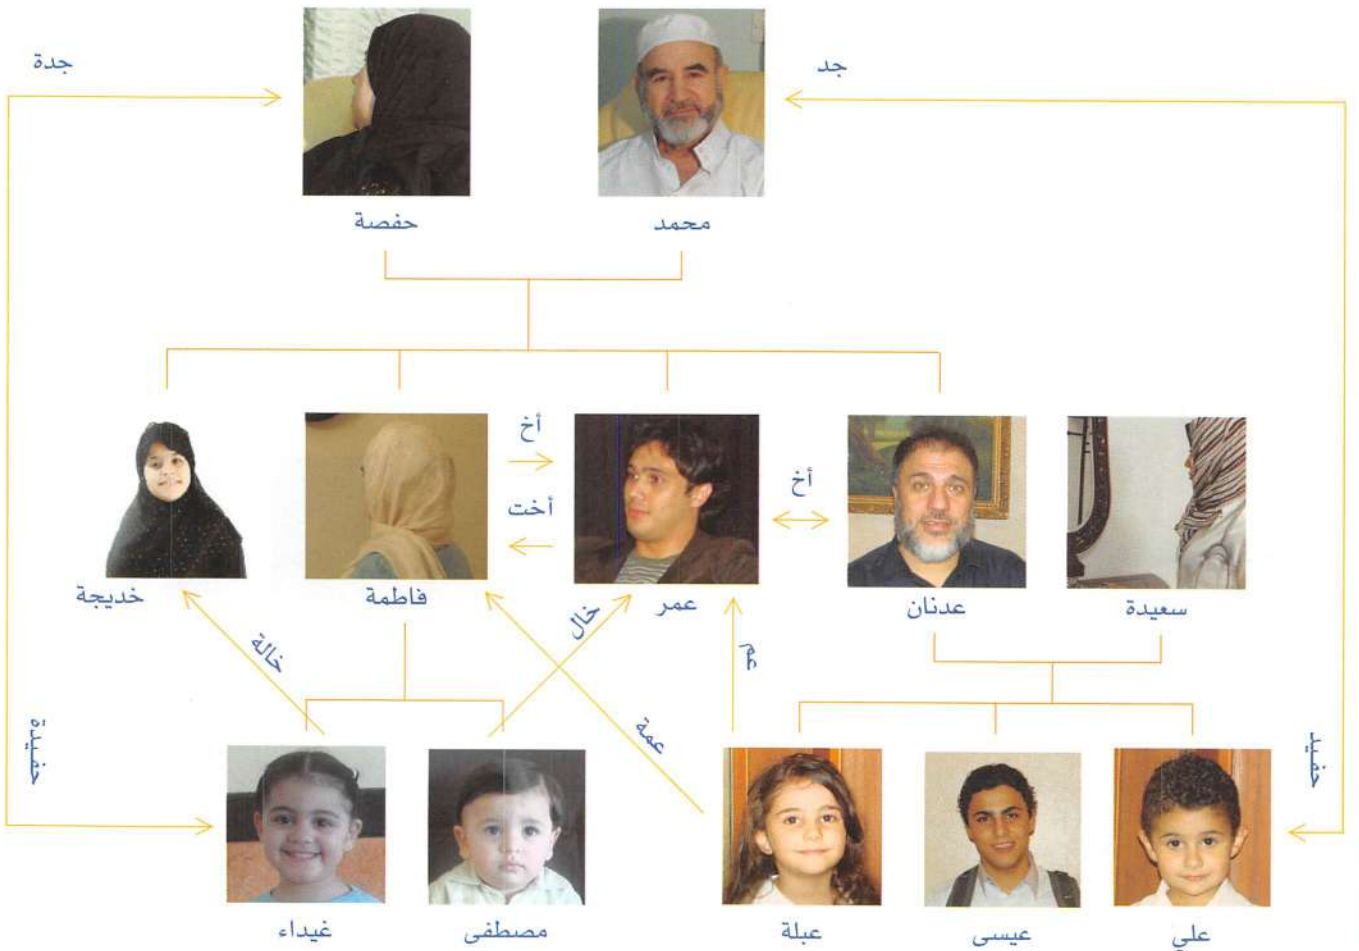 جد
جدة
محمد
حفصة
أخ
أخ
أخت
سعيدة
عدنان
عمر
فاطمة
خديجة
خال
خالة
عم
عمة
حفيد
حفيدة
علي
عيسى
عبلة
مصطفى
غيداء